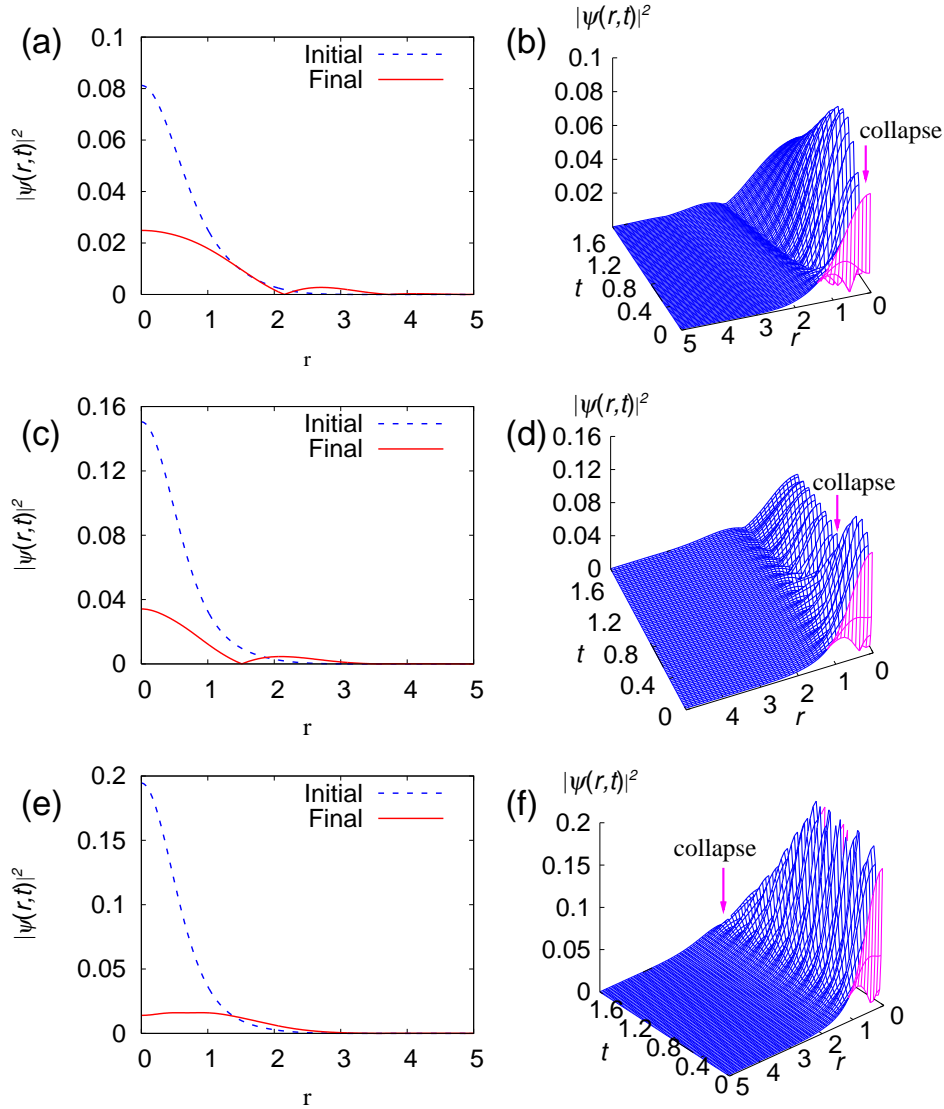 (a)
|ψ(r,t)|²
0.1
0.08
0.06
0.04
0.02
0
Initial
Final
0 1 2 3 4 5
r
(b)
|ψ(r,t)|²
0.1
0.08
0.06
0.04
0.02
collapse
1.6
1.2
0.8
0.4
0
t
5 4 3 2 1 0
r
(c)
|ψ(r,t)|²
0.16
0.12
0.08
0.04
0
Initial
Final
0 1 2 3 4 5
r
(d)
|ψ(r,t)|²
0.16
0.12
0.08
0.04
0
collapse
1.6
1.2
0.8
0.4
0
t
4 3 2 1 0
r
(e)
|ψ(r,t)|²
0.2
0.15
0.1
0.05
0
Initial
Final
0 1 2 3 4 5
r
(f)
|ψ(r,t)|²
0.2
0.15
0.1
0.05
0
collapse
1.6
1.2
0.8
0.4
0
t
5 4 3 2 1 0
r